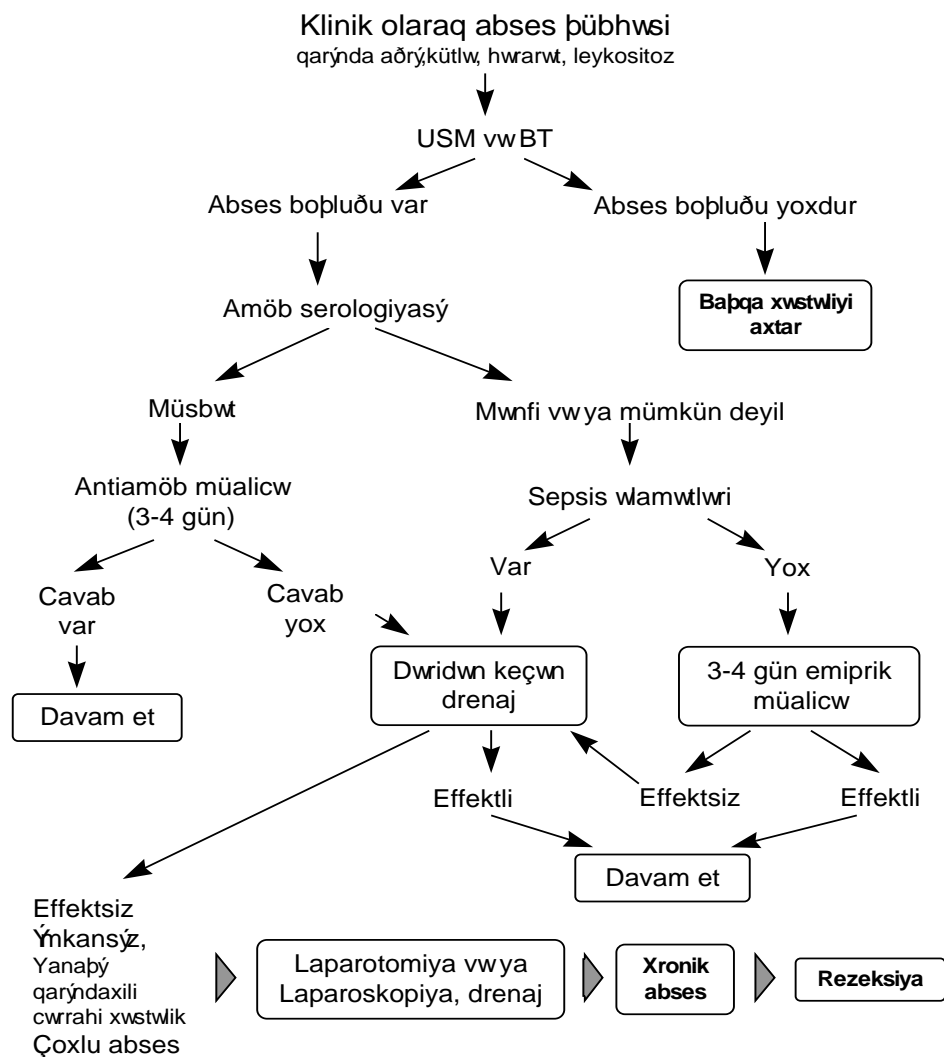 Klinik olaraq abses þübhwsi
qarýnda aðrý,kütlw, hwrarwt, leykositoz
USM vw BT
Abses boþluðu var
Abses boþluðu yoxdur
Baþqa xwstwliyi
axtar
Amöb serologiyasý
Müsbwt
Mwnfi vw ya mümkün deyil
Antiamöb müalicw
(3-4 gün)
Sepsis wlamwtlwri
Var
Yox
Cavab
var
Cavab
yox
Dwridwn keçwn
drenaj
3-4 gün emiprik
müalicw
Davam et
Effektli
Effektsiz
Effektli
Davam et
Effektsiz
Ýmkansýz,
Yanaþý
qarýndaxili
cwrrahi xwstwlik
Çoxlu abses
Laparotomiya vw ya
Laparoskopiya, drenaj
Xronik
abses
Rezeksiya